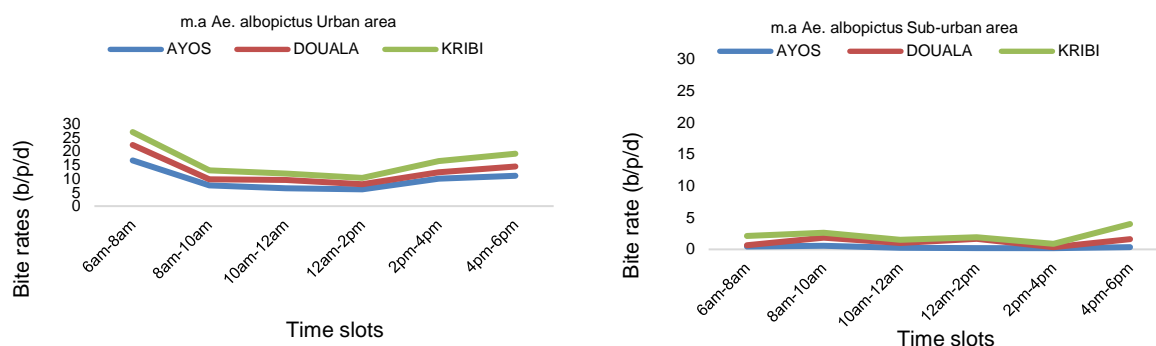 m.a Ae. albopictus Urban area
AYOS DOUALA KRIBI
Bite rates (b/p/d)
30
25
20
15
10
5
0
6am-8am
8am-10am
10am-12am
12am-2pm
2pm-4pm
4pm-6pm
Time slots
m.a Ae. albopictus Sub-urban area
AYOS DOUALA KRIBI
Bite rate (b/p/d)
30
25
20
15
10
5
0
6am-8am
8am-10am
10am-12am
12am-2pm
2pm-4pm
4pm-6pm
Time slots